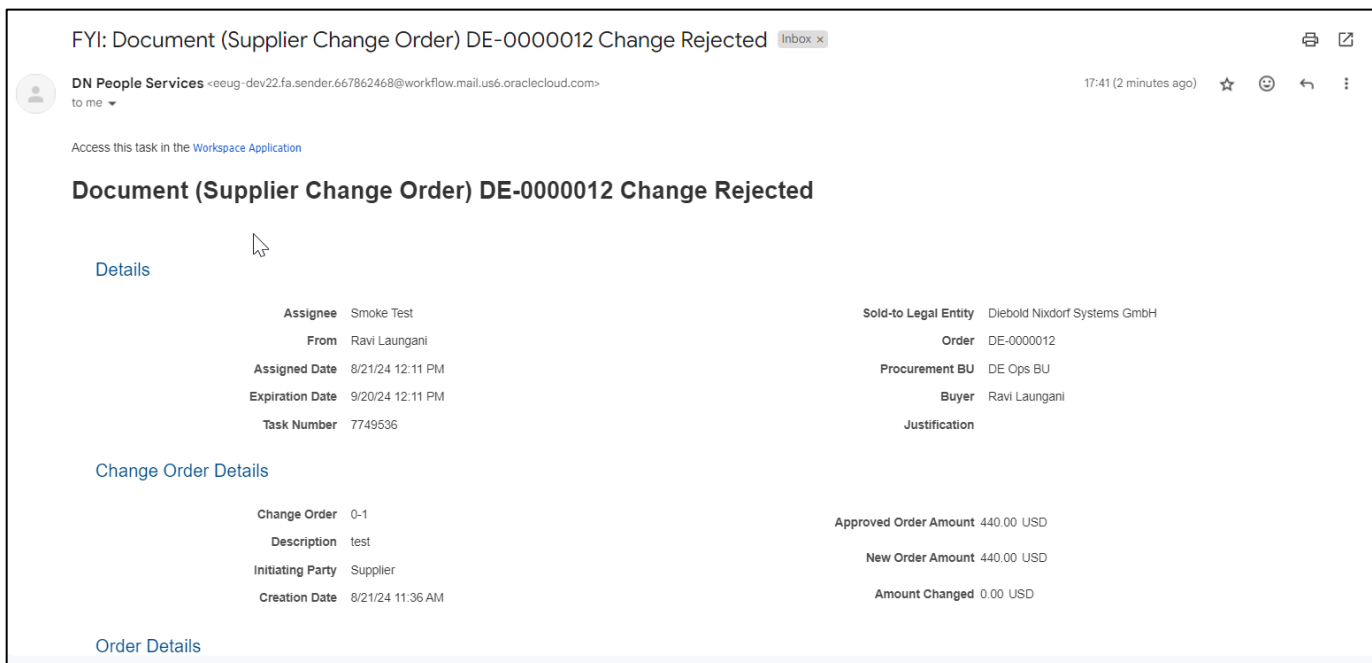 FYI: Document (Supplier Change Order) DE-0000012 Change Rejected Inbox ×
DN People Services <eeug-dev22.fa.sender.667862468@workflow.mail.us6.oraclecloud.com> 17:41 (2 minutes ago)
to me
Access this task in the Workspace Application
Document (Supplier Change Order) DE-0000012 Change Rejected
Details
Assignee Smoke Test Sold-to Legal Entity Diebold Nixdorf Systems GmbH
From Ravi Laungani Order DE-0000012
Assigned Date 8/21/24 12:11 PM Procurement BU DE Ops BU
Expiration Date 9/20/24 12:11 PM Buyer Ravi Laungani
Task Number 7749536 Justification
Change Order Details
Change Order 0-1 Approved Order Amount 440.00 USD
Description test New Order Amount 440.00 USD
Initiating Party Supplier
Creation Date 8/21/24 11:36 AM Amount Changed 0.00 USD
Order Details